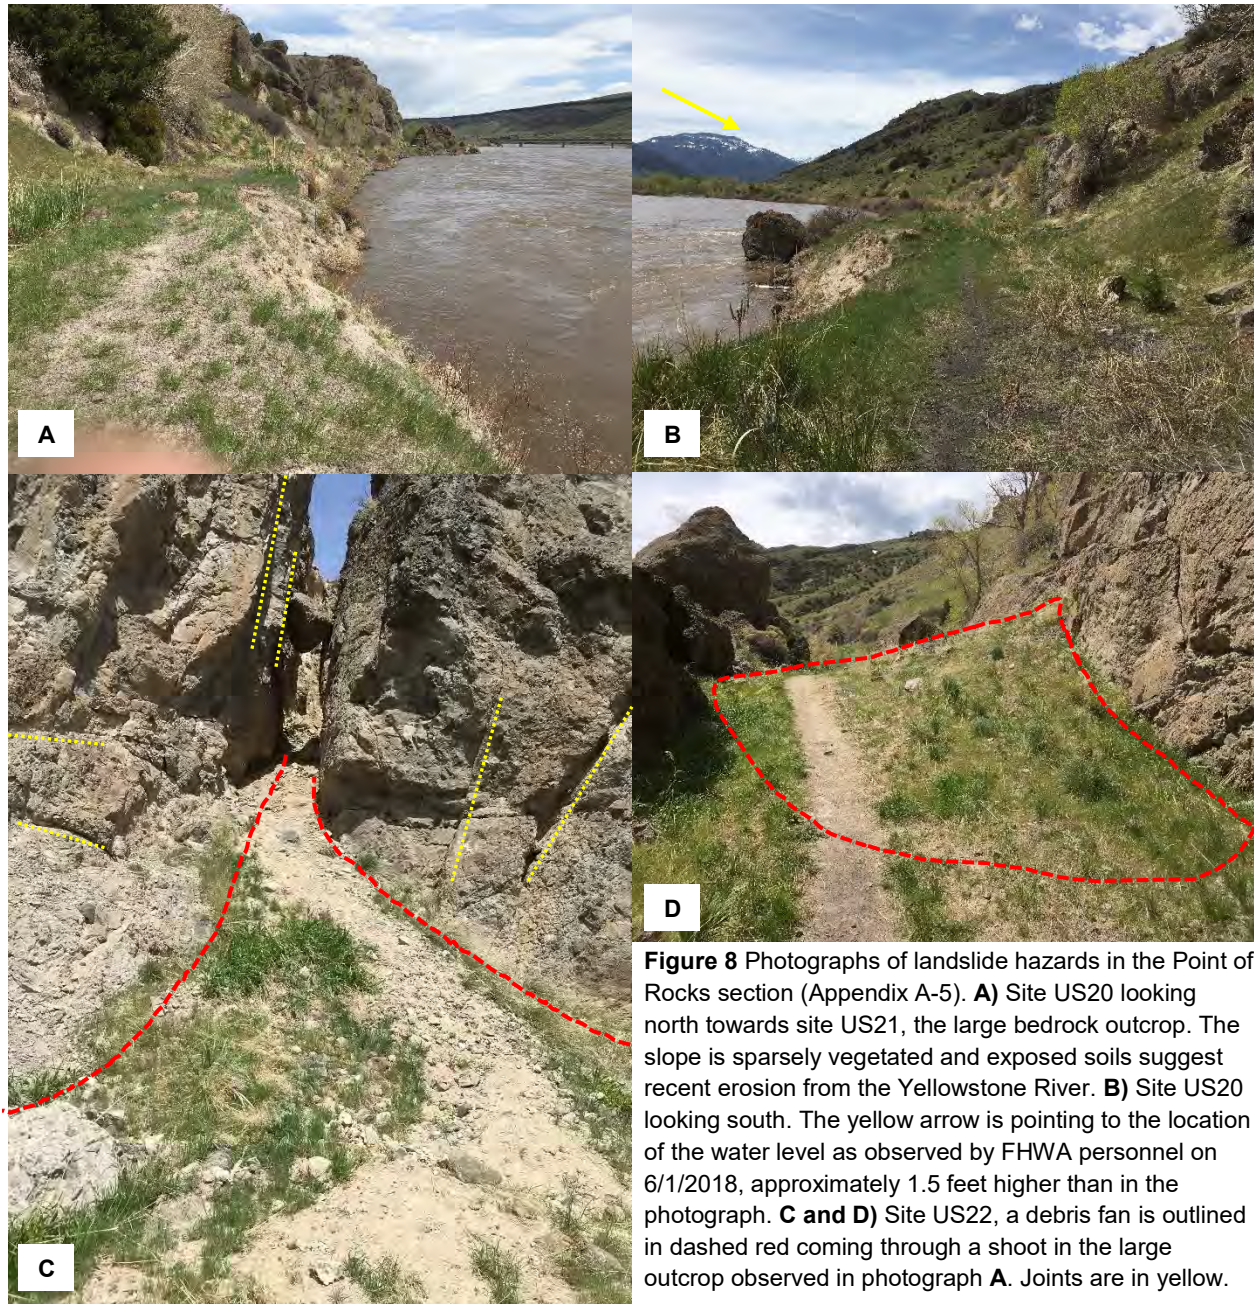 A
B
C
D
Figure 8 Photographs of landslide hazards in the Point of
Rocks section (Appendix A-5). A) Site US20 looking
north towards site US21, the large bedrock outcrop. The
slope is sparsely vegetated and exposed soils suggest
recent erosion from the Yellowstone River. B) Site US20
looking south. The yellow arrow is pointing to the location
of the water level as observed by FHWA personnel on
6/1/2018, approximately 1.5 feet higher than in the
photograph. C and D) Site US22, a debris fan is outlined
in dashed red coming through a shoot in the large
outcrop observed in photograph A. Joints are in yellow.